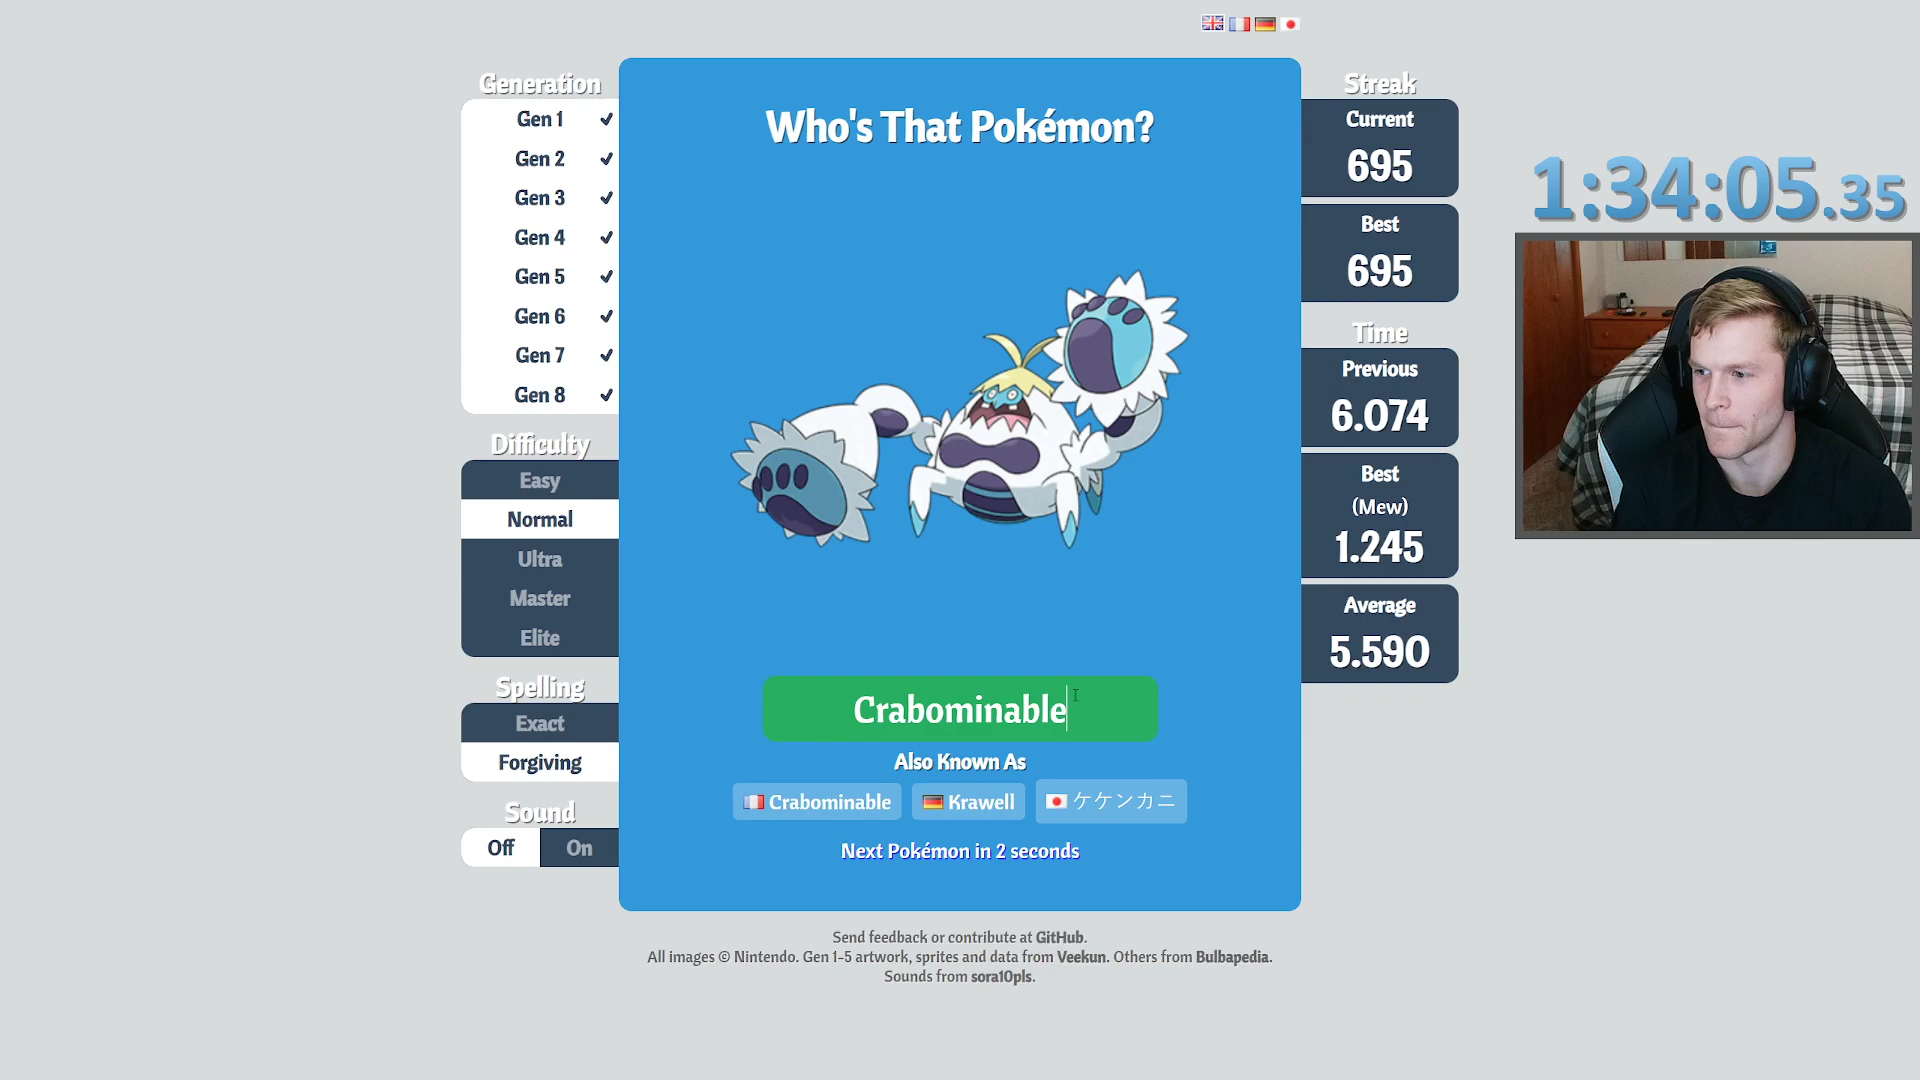 Generation
Gen 1
Gen 2
Gen 3
Gen 4
Gen 5
Gen 6
Gen 7
Gen 8
Difficulty
Easy
Normal
Ultra
Master
Elite
Spelling
Exact
Forgiving
Sound
Off On
Who's That Pokémon?
Crabominable
Also Known As
Crabominable Krawell ケケンカニ
Next Pokémon in 2 seconds
Streak
Current
695
Best
695
Time
Previous
6.074
Best
(Mew)
1.245
Average
5.590
1:34:05.35
Send feedback or contribute at GitHub.
All images © Nintendo. Gen 1-5 artwork, sprites and data from Veekun. Others from Bulbapedia.
Sounds from sora10pls.